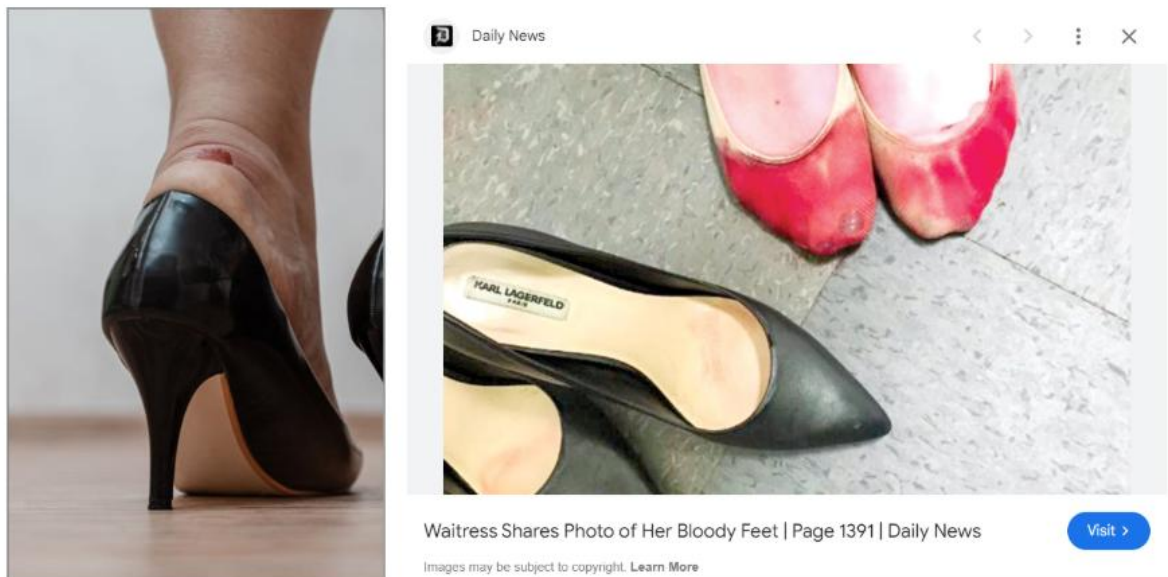 Daily News
KARL LAGERFELD
PARIS
Waitress Shares Photo of Her Bloody Feet | Page 1391 | Daily News
Visit >
Images may be subject to copyright. Learn More